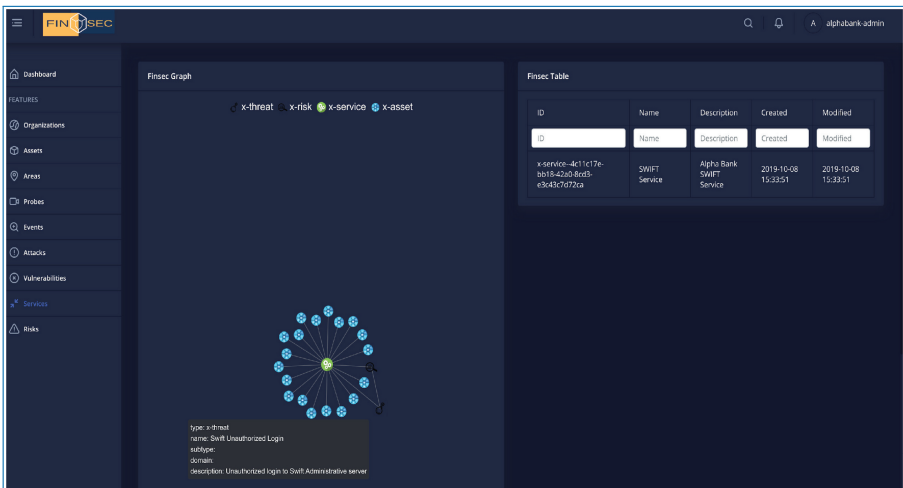 FINSEC
alphabank-admin
A
Dashboard
FEATURES
Organizations
Assets
Areas
Probes
Events
Attacks
Vulnerabilities
Services
Risks
Finsec Graph
x-threat x-risk x-service x-asset
type: x-threat
name: Swift Unauthorized Login
subtype:
domain:
description: Unauthorized login to Swift Administrative server
Finsec Table
ID Name Description Created Modified
ID Name Description Created Modified
x-service--4c11c17e-
bb18-42a0-8cd3-
e3c43c7d72ca
SWIFT
Service
Alpha Bank
SWIFT
Service
2019-10-08
15:33:51
2019-10-08
15:33:51